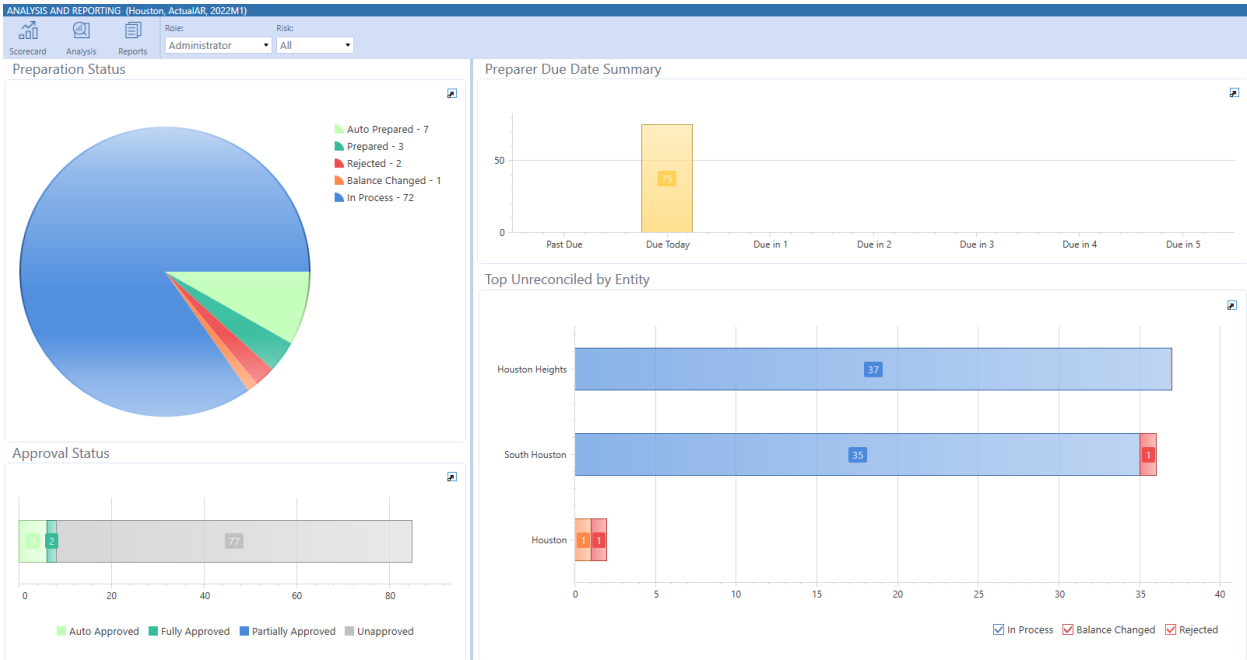 ANALYSIS AND REPORTING (Houston, ActualAR, 2022M1)
Scorecard
Analysis
Reports
Role:
Administrator
Risk:
All
Preparation Status
Auto Prepared - 7
Prepared - 3
Rejected - 2
Balance Changed - 1
In Process - 72
Approval Status
6
2
77
0 20 40 60 80
Auto Approved Fully Approved Partially Approved Unapproved
Preparer Due Date Summary
50
75
0
Past Due Due Today Due in 1 Due in 2 Due in 3 Due in 4 Due in 5
Top Unreconciled by Entity
Houston Heights 37
South Houston 35 1
Houston 1 1
0 5 10 15 20 25 30 35 40
In Process Balance Changed Rejected